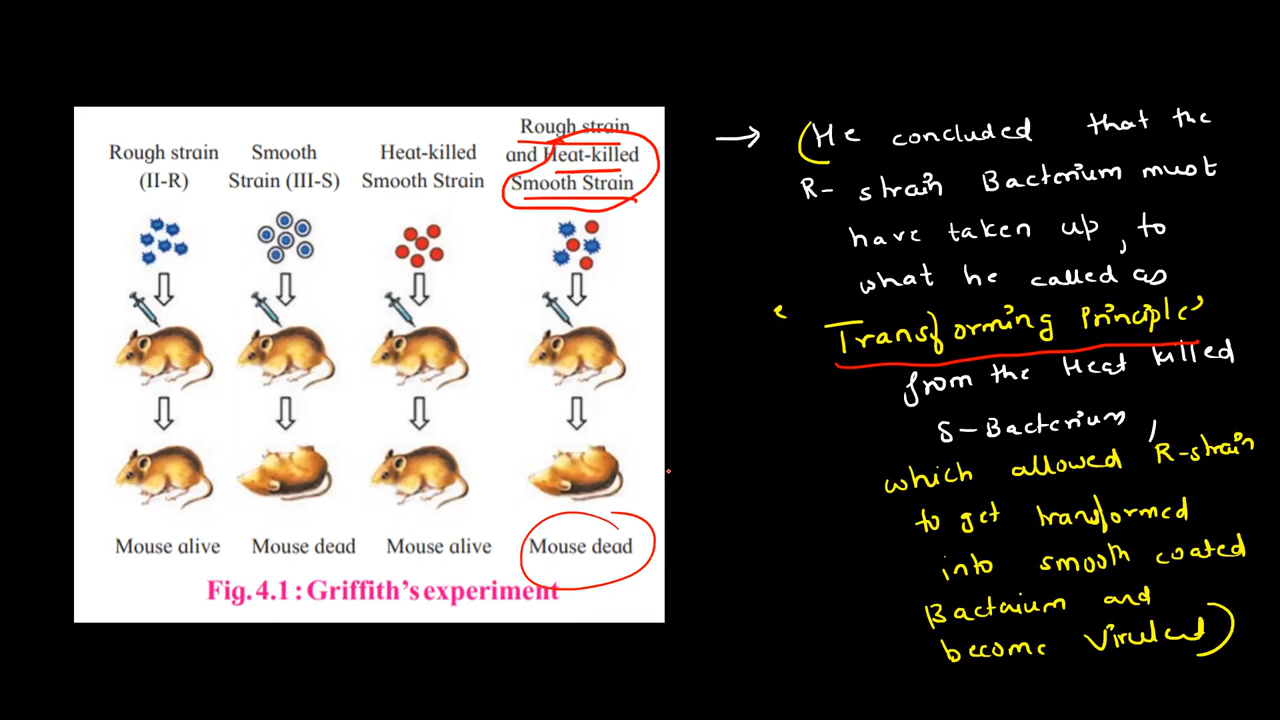 Rough strain
(II-R)
Smooth
Strain (III-S)
Heat-killed
Smooth Strain
Rough strain
and Heat-killed
Smooth Strain
Mouse alive
Mouse dead
Mouse alive
Mouse dead
Fig. 4.1 : Griffith's experiment
→ (He concluded that the
R- strain Bacterium must
have taken up, to
what he called as
' Transforming Principle'
from the Heat killed
S-Bacterium,
which allowed R-strain
to get transformed
into smooth coated
Bacterium and
become Virulent)